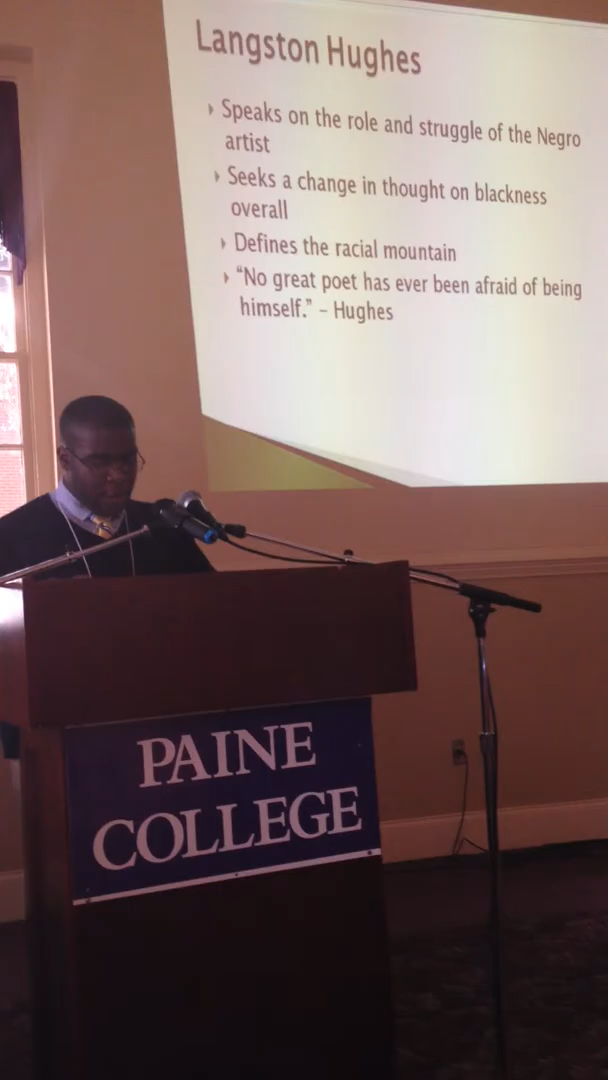 Langston Hughes
Speaks on the role and struggle of the Negro
artist
Seeks a change in thought on blackness
overall
Defines the racial mountain
“No great poet has ever been afraid of being
himself.” – Hughes
PAINE
COLLEGE